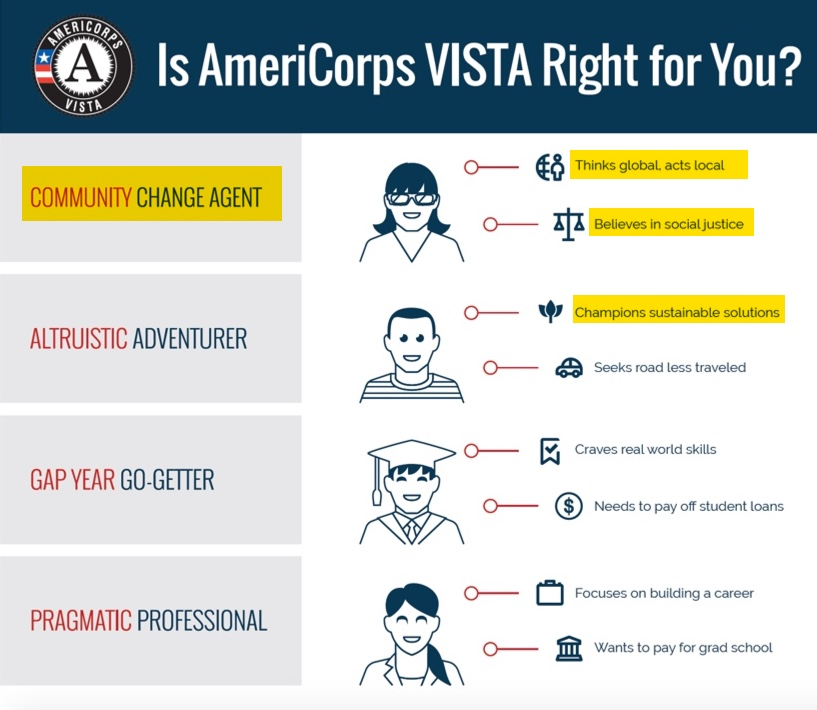 AMERICORPS
A
VISTA
Is AmeriCorps VISTA Right for You?
COMMUNITY CHANGE AGENT
Thinks global, acts local
Believes in social justice
ALTRUISTIC ADVENTURER
Champions sustainable solutions
Seeks road less traveled
GAP YEAR GO-GETTER
Craves real world skills
$
Needs to pay off student loans
PRAGMATIC PROFESSIONAL
Focuses on building a career
Wants to pay for grad school